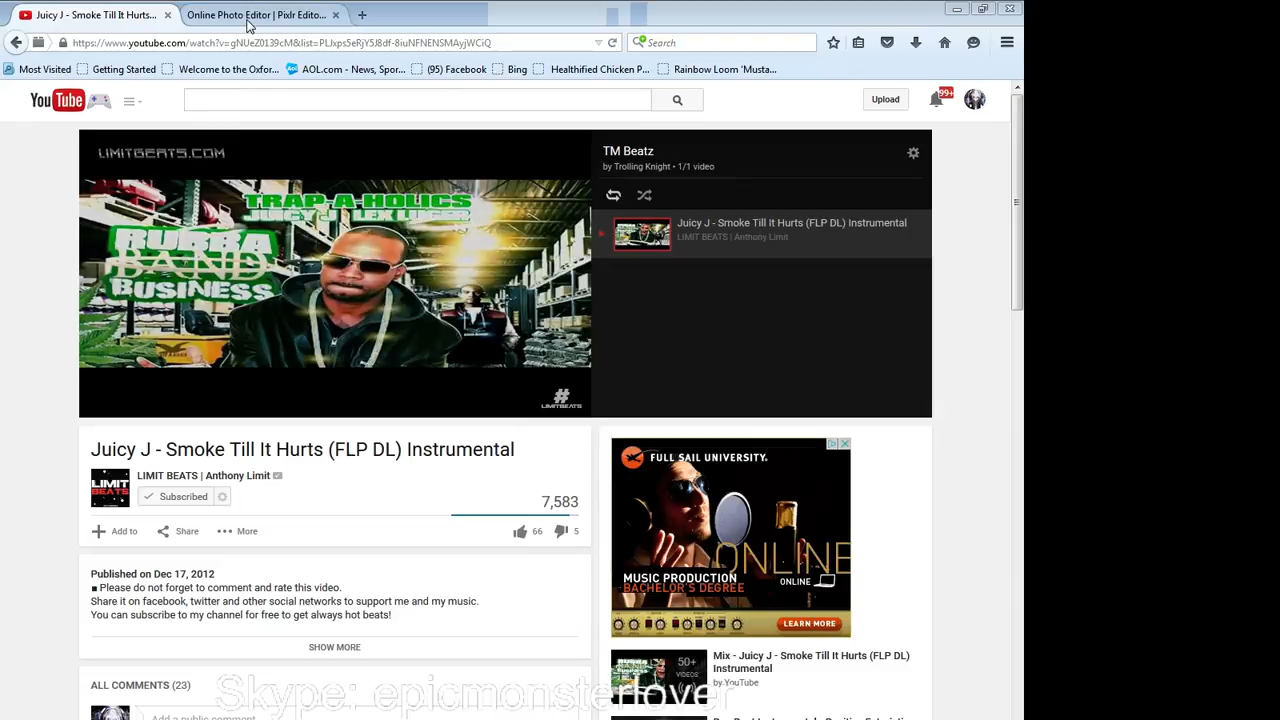 Juicy J - Smoke Till It Hurts...
Online Photo Editor | Pixlr Edito...
https://www.youtube.com/watch?v=gNUeZ0139cM&list=PLJxps5eRjY5J8df-8iuNFNENSMAyjWCiQ
Search
Most Visited
Getting Started
Welcome to the Oxfor...
AOL.com - News, Spor...
(95) Facebook
Bing
Healthified Chicken P...
Rainbow Loom 'Musta...
YouTube
Upload
99+
LIMITBEATS.COM
TRAP-A-HOLICS
JUICY J LEX LUGER
RUBBA
BAND
BUSINESS
#
LIMITBEATS
TM Beatz
by Trolling Knight • 1/1 video
Juicy J - Smoke Till It Hurts (FLP DL) Instrumental
LIMIT BEATS | Anthony Limit
Juicy J - Smoke Till It Hurts (FLP DL) Instrumental
LIMIT BEATS
LIMIT BEATS | Anthony Limit
Subscribed
7,583
Add to
Share
More
66
5
Published on Dec 17, 2012
■ Please do not forget to comment and rate this video.
Share it on facebook, twitter and other social networks to support me and my music.
You can subscribe to my channel for free to get always hot beats!
SHOW MORE
ALL COMMENTS (23)
Add a public comment...
FULL SAIL UNIVERSITY.
ONLINE
MUSIC PRODUCTION
BACHELOR'S DEGREE
ONLINE
LEARN MORE
50+
VIDEOS
Mix - Juicy J - Smoke Till It Hurts (FLP DL)
Instrumental
by YouTube
Skype: epicmonsterlover